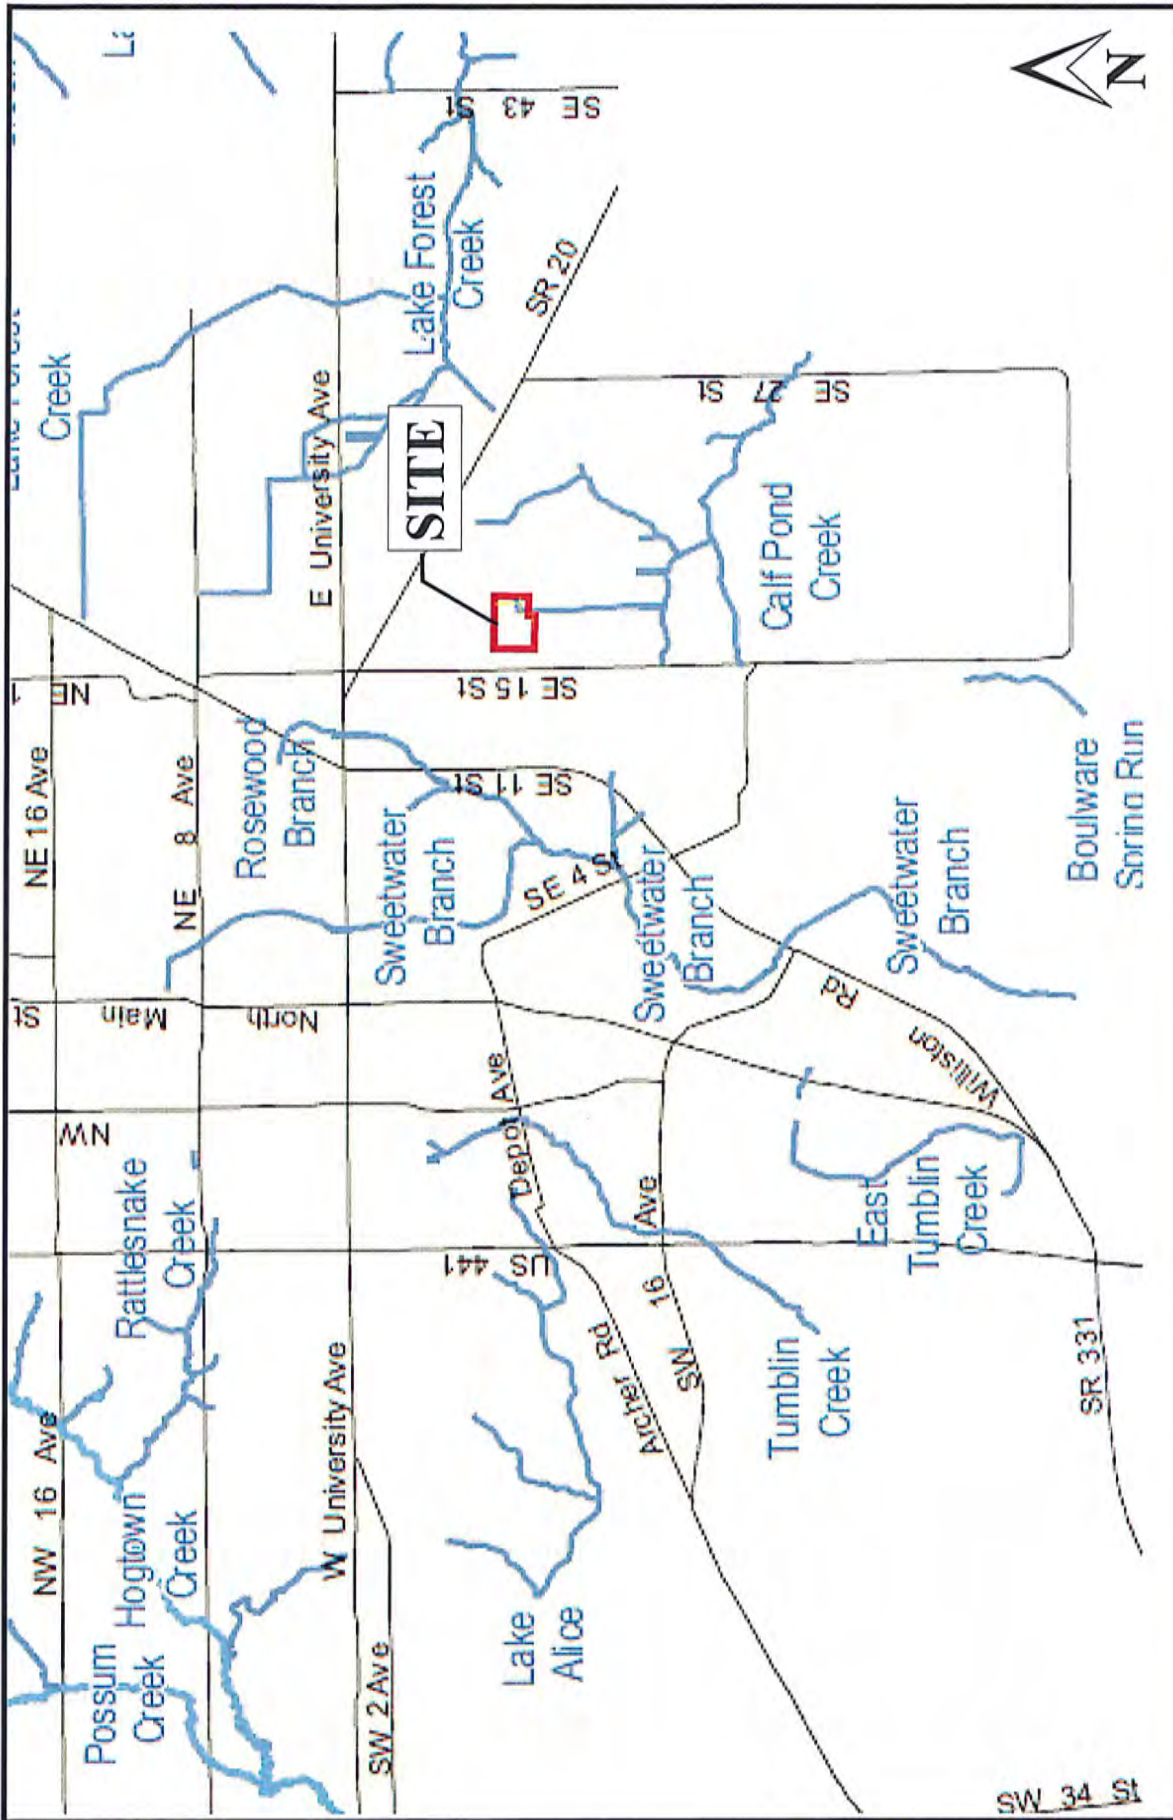 Creek
NW 16 Ave
NE 16 Ave
NW
Main
St
NE
1
Possum
Creek
Hogtown
Creek
Rattlesnake
Creek
North
NE 8 Ave
Rosewood
Branch
W University Ave
E University Ave
SW 2 Ave
Sweetwater
Branch
SITE
Lake Forest
Creek
SE 43 St
US 441
Depot Ave
SE 4 St
SE 11 St
SE 15 St
SR 20
Lake
Alice
Archer Rd
SW 16 Ave
Sweetwater
Branch
SE 27 St
Tumblin
Creek
East
Tumblin
Creek
Williston
Rd
Sweetwater
Branch
Calf Pond
Creek
Boulware
Spring Run
SR 331
SW 34 St
N